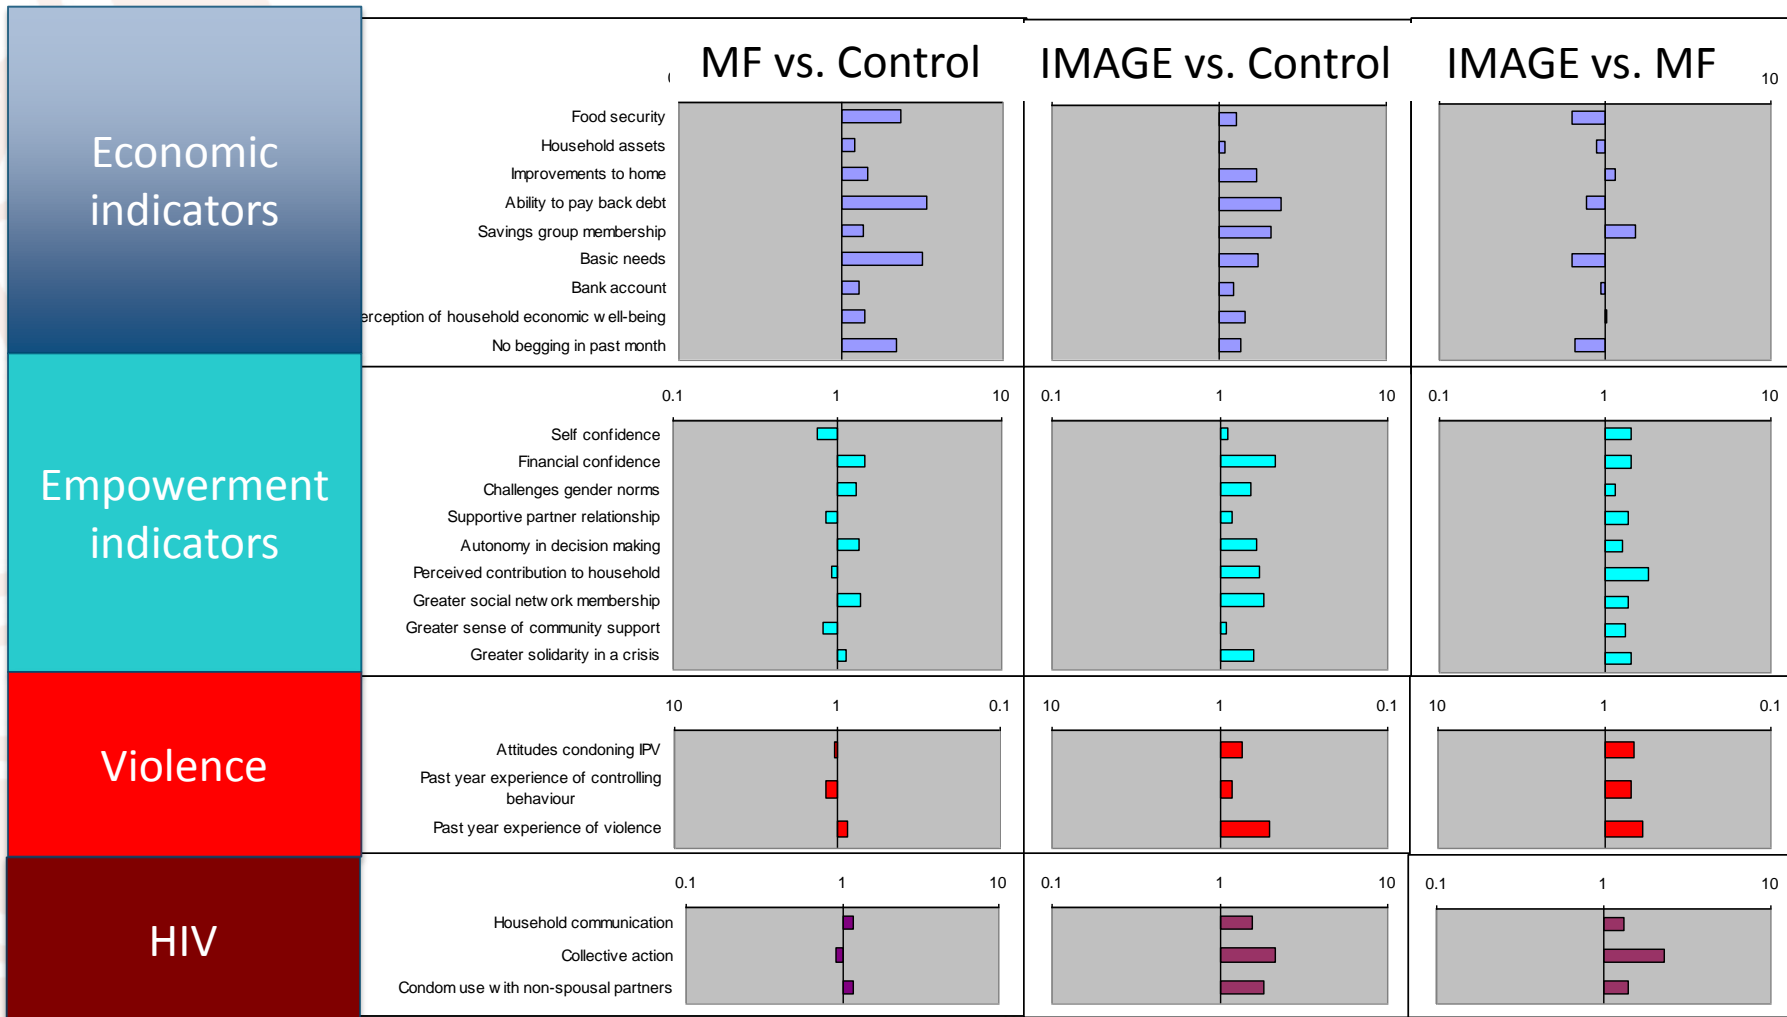 MF vs. Control
IMAGE vs. Control
IMAGE vs. MF
10
Economic
indicators
Food security
Household assets
Improvements to home
Ability to pay back debt
Savings group membership
Basic needs
Bank account
erception of household economic well-being
No begging in past month
0.1 1 10
0.1 1 10
0.1 1 10
Empowerment
indicators
Self confidence
Financial confidence
Challenges gender norms
Supportive partner relationship
Autonomy in decision making
Perceived contribution to household
Greater social network membership
Greater sense of community support
Greater solidarity in a crisis
10 1 0.1
10 1 0.1
10 1 0.1
Violence
Attitudes condoning IPV
Past year experience of controlling
behaviour
Past year experience of violence
0.1 1 10
0.1 1 10
0.1 1 10
HIV
Household communication
Collective action
Condom use with non-spousal partners